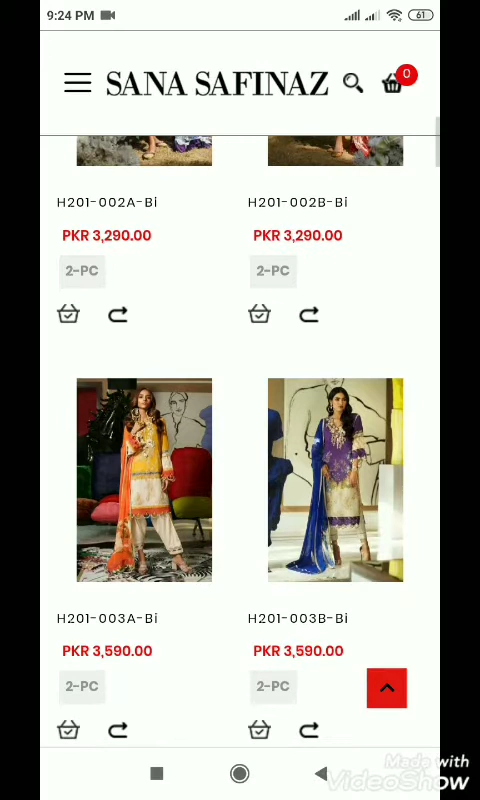 9:24 PM
61
SANA SAFINAZ
0
H201-002A-Bi
H201-002B-Bi
PKR 3,290.00
PKR 3,290.00
2-PC
2-PC
H201-003A-Bi
H201-003B-Bi
PKR 3,590.00
PKR 3,590.00
2-PC
2-PC
Made with
VideoShow